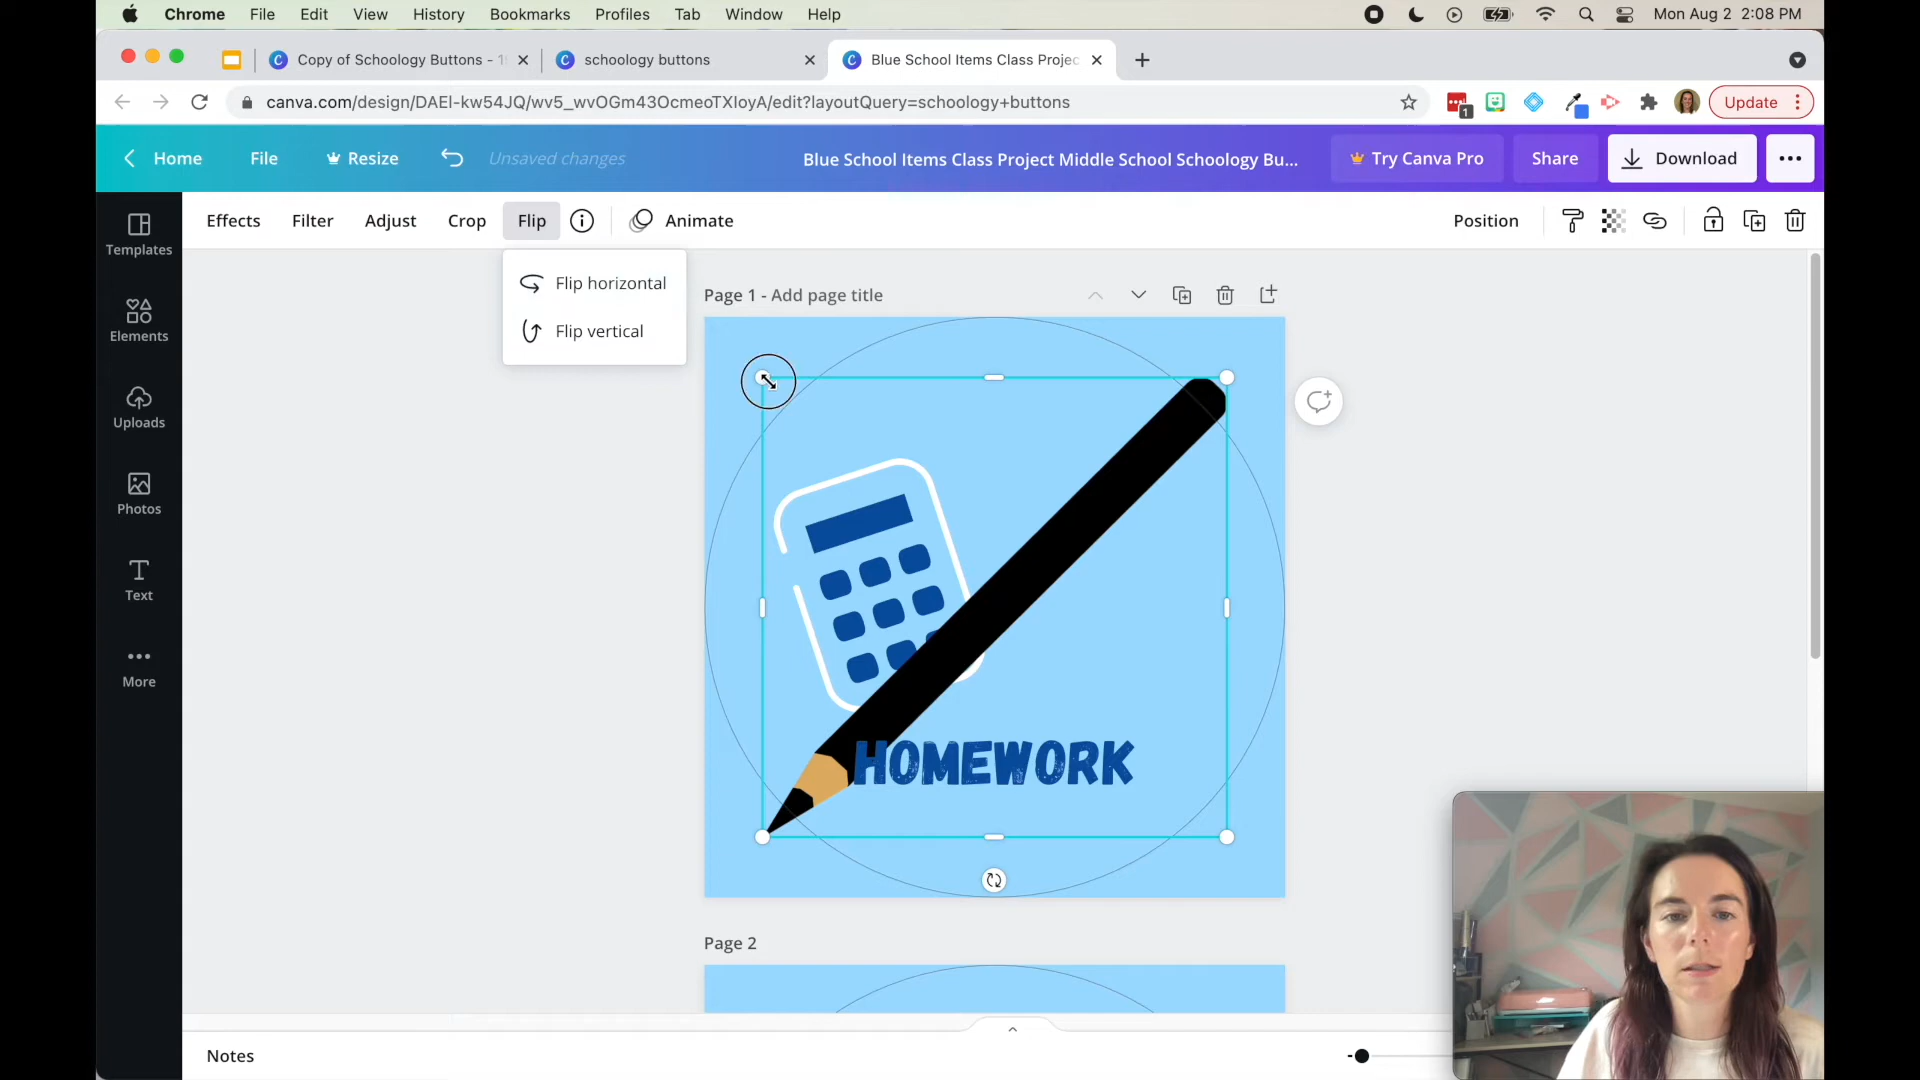 Chrome File Edit View History Bookmarks Profiles Tab Window Help Mon Aug 2 2:08 PM
Copy of Schoology Buttons - 1 schoology buttons Blue School Items Class Projec
canva.com/design/DAEl-kw54JQ/wv5_wvOGm43OcmeoTXloyA/edit?layoutQuery=schoology+buttons 1 Update
Home File Resize Unsaved changes Blue School Items Class Project Middle School Schoology Bu... Try Canva Pro Share Download
Effects Filter Adjust Crop Flip Animate Position
Templates
Elements
Uploads
Photos
Text
More
Flip horizontal
Flip vertical
Page 1 - Add page title
HOMEWORK
Page 2
Notes